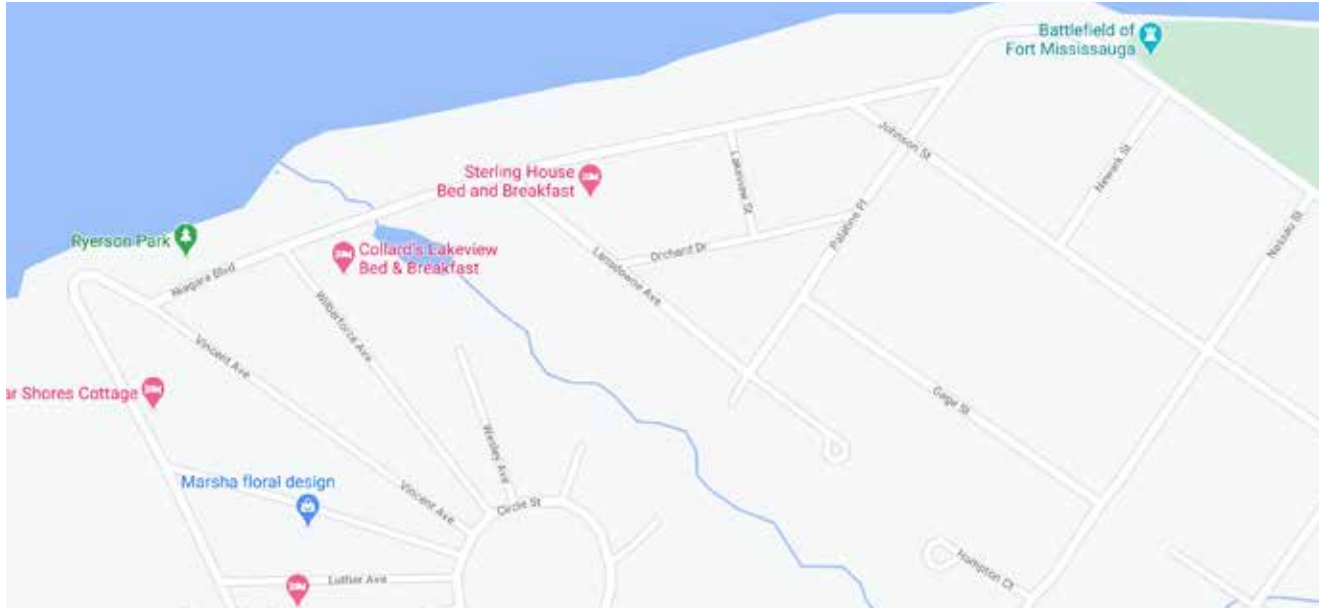 Battlefield of
Fort Mississauga
Johnson St
Newark St
Lakeview St
Sterling House
Bed and Breakfast
Palatine Pl
Nassau St
Ryerson Park
Orchard Dr
Collard's Lakeview
Bed & Breakfast
Niagara Blvd
Lansdowne Ave
Wilberforce Ave
Vincent Ave
ar Shores Cottage
Gage St
Wesley Ave
Marsha floral design
Vincent Ave
Circle St
Hampton Ct
Luther Ave